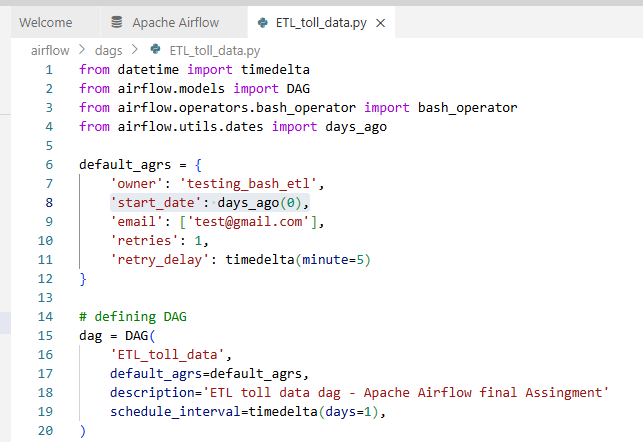 Welcome Apache Airflow ETL_toll_data.py ×
airflow > dags > ETL_toll_data.py
1 from datetime import timedelta
2 from airflow.models import DAG
3 from airflow.operators.bash_operator import bash_operator
4 from airflow.utils.dates import days_ago
5
6 default_agrs = {
7 'owner': 'testing_bash_etl',
8 'start_date': days_ago(0),
9 'email': ['test@gmail.com'],
10 'retries': 1,
11 'retry_delay': timedelta(minute=5)
12 }
13
14 # defining DAG
15 dag = DAG(
16 'ETL_toll_data',
17 default_agrs=default_agrs,
18 description='ETL toll data dag - Apache Airflow final Assingment'
19 schedule_interval=timedelta(days=1),
20 )